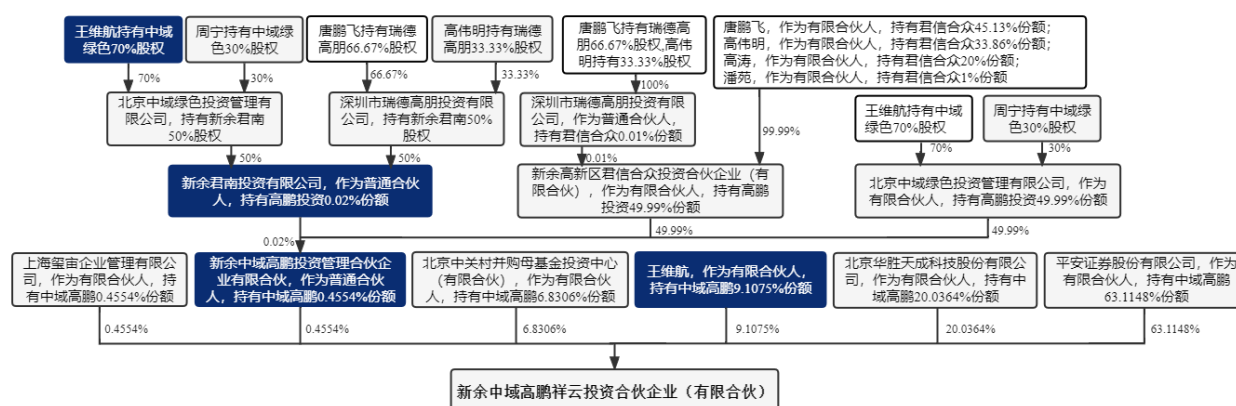 王维航持有中域
绿色70%股权
周宁持有中域绿
色30%股权
唐鹏飞持有瑞德
高朋66.67%股权
高伟明持有瑞德
高朋33.33%股权
唐鹏飞持有瑞德高
朋66.67%股权,高伟
明持有33.33%股权
唐鹏飞，作为有限合伙人，持有君信合众45.13%份额；
高伟明，作为有限合伙人，持有君信合众33.86%份额；
高涛，作为有限合伙人，持有君信合众20%份额；
潘苑，作为有限合伙人，持有君信合众1%份额
70%
30%
66.67%
33.33%
100%
99.99%
北京中域绿色投资管理有
限公司，持有新余君南
50%股权
深圳市瑞德高朋投资有限
公司，持有新余君南50%
股权
深圳市瑞德高朋投资有限
公司，作为普通合伙人，
持有君信合众0.01%份额
王维航持有中域
绿色70%股权
周宁持有中域绿
色30%股权
50%
50%
0.01%
70%
30%
新余君南投资有限公司，作为普通合伙
人，持有高鹏投资0.02%份额
新余高新区君信合众投资合伙企业（有
限合伙），作为有限合伙人，持有高鹏
投资49.99%份额
北京中域绿色投资管理有限公司，作为
有限合伙人，持有高鹏投资49.99%份额
0.02%
49.99%
49.99%
上海玺宙企业管理有限公
司，作为有限合伙人，持
有中域高鹏0.4554%份额
新余中域高鹏投资管理合伙企
业有限合伙，作为普通合伙
人，持有中域高鹏0.4554%份额
北京中关村并购母基金投资中心
（有限合伙），作为有限合伙
人，持有中域高鹏6.8306%份额
王维航，作为有限合伙人，
持有中域高鹏9.1075%份额
北京华胜天成科技股份有限公
司，作为有限合伙人，持有中
域高鹏20.0364%份额
平安证券股份有限公司，作为
有限合伙人，持有中域高鹏
63.1148%份额
0.4554%
0.4554%
6.8306%
9.1075%
20.0364%
63.1148%
新余中域高鹏祥云投资合伙企业（有限合伙）